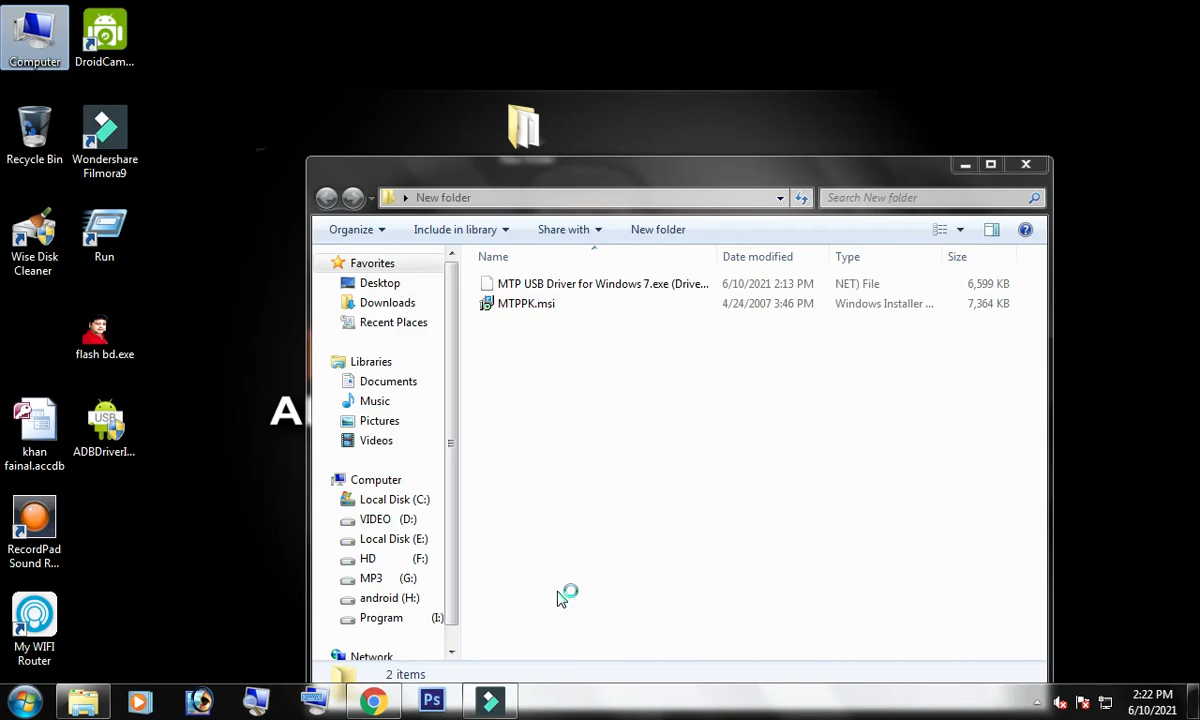 Computer
DroidCam...
Recycle Bin
Wondershare
Filmora9
Wise Disk
Cleaner
Run
flash bd.exe
khan
fainal.accdb
ADBDriverI...
USB
RecordPad
Sound R...
My WIFI
Router
A
New folder
Search New folder
Organize
Include in library
Share with
New folder
Name
Date modified
Type
Size
Favorites
Desktop
Downloads
Recent Places
Libraries
Documents
Music
Pictures
Videos
Computer
Local Disk (C:)
VIDEO (D:)
Local Disk (E:)
HD (F:)
MP3 (G:)
android (H:)
Program (I:)
Network
MTP USB Driver for Windows 7.exe (Drive... 6/10/2021 2:13 PM NET) File 6,599 KB
MTPPK.msi 4/24/2007 3:46 PM Windows Installer ... 7,364 KB
2 items
Ps
2:22 PM
6/10/2021